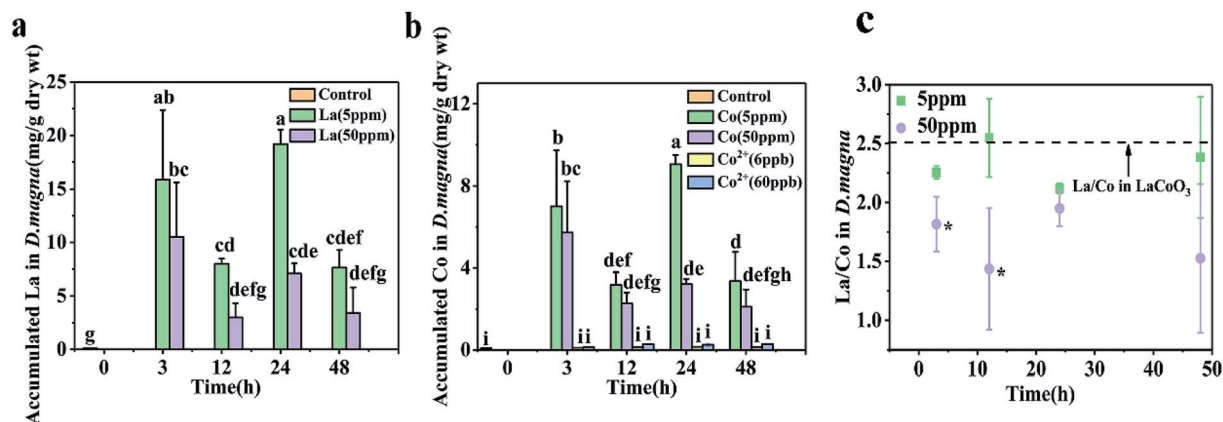 a
Accumulated La in D.magna(mg/g dry wt)
25
20
15
10
5
0
Control
La(5ppm)
La(50ppm)
g
ab
bc
cd
defg
a
cde
cdef
defg
0 3 12 24 48
Time(h)
b
Accumulated Co in D.magna(mg/g dry wt)
12
9
6
3
0
Control
Co(5ppm)
Co(50ppm)
Co2+(6ppb)
Co2+(60ppb)
i
b
bc
ii
def
defg
i i
a
de
i i
d
defgh
i i
0 3 12 24 48
Time(h)
c
La/Co in D.magna
3.0
2.5
2.0
1.5
1.0
5ppm
50ppm
La/Co in LaCoO3
*
*
0 10 20 30 40 50
Time(h)